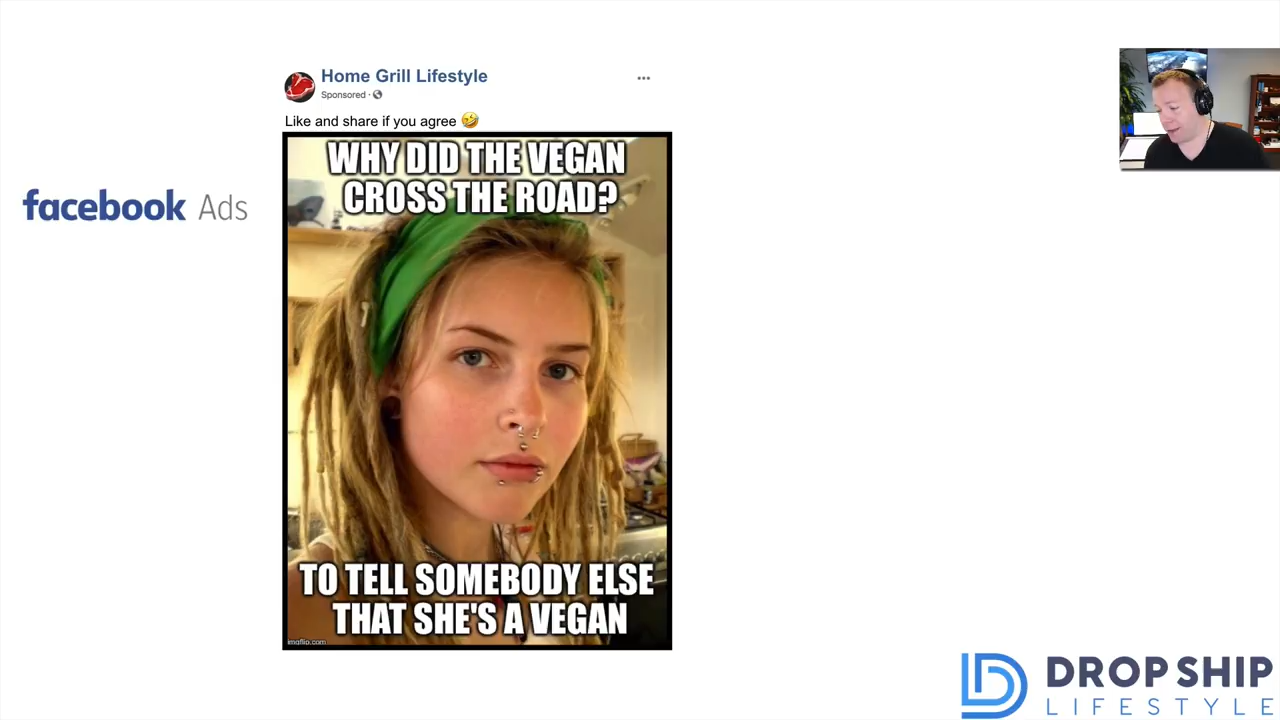 Home Grill Lifestyle
Sponsored ·
Like and share if you agree 🤣
WHY DID THE VEGAN
CROSS THE ROAD?
facebook Ads
TO TELL SOMEBODY ELSE
THAT SHE'S A VEGAN
imgflip.com
DROP SHIP
LIFESTYLE